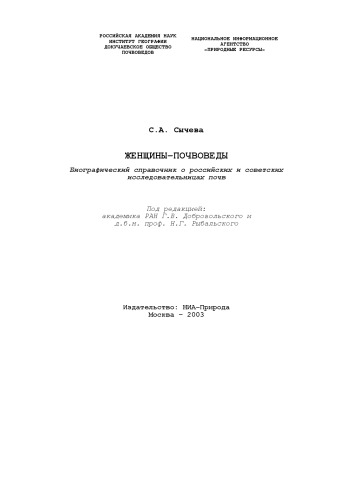 РОССИЙСКАЯ АКАДЕМИЯ НАУК
ИНСТИТУТ ГЕОГРАФИИ
ДОКУЧАЕВСКОЕ ОБЩЕСТВО
ПОЧВОВЕДОВ
НАЦИОНАЛЬНОЕ ИНФОРМАЦИОННОЕ
АГЕНТСТВО
«ПРИРОДНЫЕ РЕСУРСЫ»
С.А. Сычева
ЖЕНЩИНЫ-ПОЧВОВЕДЫ
Биографический справочник о российских и советских
исследовательницах почв
Под редакцией:
академика РАН Г.В. Добровольского и
д.б.н. проф. Н.Г. Рыбальского
Издательство: НИА-Природа
Москва - 2003